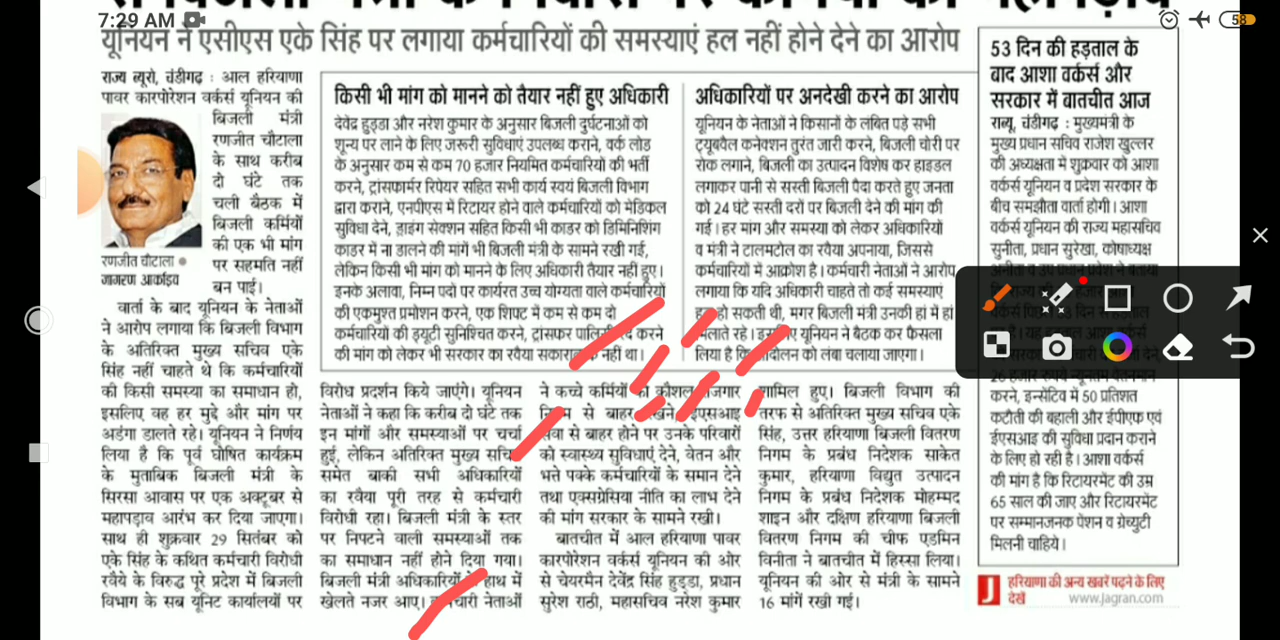 7:29 AM
58
यूनियन ने एसीएस एके सिंह पर लगाया कर्मचारियों की समस्याएं हल नहीं होने देने का आरोप
राज्य ब्यूरो, चंडीगढ़ : आल हरियाणा
पावर कारपोरेशन वर्कर्स यूनियन की
बिजली मंत्री
रणजीत चौटाला
के साथ करीब
दो घंटे तक
चली बैठक में
बिजली कर्मियों
की एक भी मांग
पर सहमति नहीं
बन पाई।
रणजीत चौटाला
जागरण आर्काइव
वार्ता के बाद यूनियन के नेताओं
ने आरोप लगाया कि बिजली विभाग
के अतिरिक्त मुख्य सचिव एके
सिंह नहीं चाहते थे कि कर्मचारियों
की किसी समस्या का समाधान हो,
इसलिए वह हर मुद्दे और मांग पर
अडंगा डालते रहे। यूनियन ने निर्णय
लिया है कि पूर्व घोषित कार्यक्रम
के मुताबिक बिजली मंत्री के
सिरसा आवास पर एक अक्टूबर से
महापड़ाव आरंभ कर दिया जाएगा।
साथ ही शुक्रवार 29 सितंबर को
एके सिंह के कथित कर्मचारी विरोधी
रवैये के विरुद्ध पूरे प्रदेश में बिजली
विभाग के सब यूनिट कार्यालयों पर
किसी भी मांग को मानने को तैयार नहीं हुए अधिकारी
देवेंद्र हुड्डा और नरेश कुमार के अनुसार बिजली दुर्घटनाओं को
शून्य पर लाने के लिए जरूरी सुविधाएं उपलब्ध कराने, वर्क लोड
के अनुसार कम से कम 70 हजार नियमित कर्मचारियों की भर्ती
करने, ट्रांसफार्मर रिपेयर सहित सभी कार्य स्वयं बिजली विभाग
द्वारा कराने, एनपीएस में रिटायर होने वाले कर्मचारियों को मेडिकल
सुविधा देने, ड्राइंग सेक्शन सहित किसी भी काडर को डिमिनिशिंग
काडर में ना डालने की मांगें भी बिजली मंत्री के सामने रखी गई,
लेकिन किसी भी मांग को मानने के लिए अधिकारी तैयार नहीं हुए।
इनके अलावा, निम्न पदों पर कार्यरत उच्च योग्यता वाले कर्मचारियों
की एकमुश्त प्रमोशन करने, एक शिफ्ट में कम से कम दो
कर्मचारियों की ड्यूटी सुनिश्चित करने, ट्रांसफर करने
की मांग को लेकर भी सरकार का रवैया नहीं था।
अधिकारियों पर अनदेखी करने का आरोप
यूनियन के नेताओं ने किसानों के लंबित पड़े सभी
ट्यूबवैल कनेक्शन तुरंत जारी करने, बिजली चोरी पर
रोक लगाने, बिजली का उत्पादन विशेष कर हाइडल
लगाकर पानी से सस्ती बिजली पैदा करते हुए जनता
को 24 घंटे सस्ती दरों पर बिजली देने की मांग की
गई। हर मांग और समस्या को लेकर अधिकारियों
व मंत्री ने टालमटोल का रवैया अपनाया, जिससे
कर्मचारियों में आक्रोश है। कर्मचारी नेताओं ने आरोप
लगाया कि यदि अधिकारी चाहते तो कई समस्याएं
हो सकती थी, मगर बिजली मंत्री उनकी हां में हां
मिलाते रहे। यूनियन ने बैठक कर फैसला
लिया है को लंबा चलाया जाएगा।
विरोध प्रदर्शन किये जाएंगे। यूनियन
नेताओं ने कहा कि करीब दो घंटे तक
इन मांगों और समस्याओं पर चर्चा
हुई, लेकिन अतिरिक्त मुख्य
समेत बाकी सभी अधिकारियों
का रवैया पूरी तरह से कर्मचारी
विरोधी रहा। बिजली मंत्री के स्तर
पर निपटने वाली समस्याओं तक
का समाधान नहीं होने दिया गया।
बिजली मंत्री अधिकारियों हाथ में
खेलते नजर आए। नेताओं
ने कच्चे कर्मियों कौशल
से बाहर
सेवा से बाहर होने पर उनके परिवारों
को स्वास्थ्य सुविधाएं देने, वेतन और
भत्ते पक्के कर्मचारियों के समान देने
तथा एक्सग्रेसिया नीति का लाभ देने
की मांग सरकार के सामने रखी।
बातचीत में आल हरियाणा पावर
कारपोरेशन वर्कर्स यूनियन की ओर
से चेयरमैन देवेंद्र सिंह हुड्डा, प्रधान
सुरेश राठी, महासचिव नरेश कुमार
शामिल हुए। बिजली विभाग की
तरफ से अतिरिक्त मुख्य सचिव एके
सिंह, उत्तर हरियाणा बिजली वितरण
निगम के प्रबंध निदेशक साकेत
कुमार, हरियाणा विद्युत उत्पादन
निगम के प्रबंध निदेशक मोहम्मद
शाइन और दक्षिण हरियाणा बिजली
वितरण निगम की चीफ एडमिन
विनीता ने बातचीत में हिस्सा लिया।
यूनियन की ओर से मंत्री के सामने
16 मांगें रखी गई।
53 दिन की हड़ताल के
बाद आशा वर्कर्स और
सरकार में बातचीत आज
राब्यू, चंडीगढ़ : मुख्यमंत्री के
मुख्य प्रधान सचिव राजेश खुल्लर
की अध्यक्षता में शुक्रवार को आशा
वर्कर्स यूनियन व प्रदेश सरकार के
बीच समझौता वार्ता होगी। आशा
वर्कर्स यूनियन की राज्य महासचिव
सुनीता, प्रधान सुरेखा, कोषाध्यक्ष
करने, इन्सेंटिव में 50 प्रतिशत
कटौती की बहाली और ईपीएफ एवं
ईएसआइ की सुविधा प्रदान कराने
के लिए हो रही है। आशा वर्कर्स
की मांग है कि रिटायरमेंट की उम्र
65 साल की जाए और रिटायरमेंट
पर सम्मानजनक पेंशन व ग्रेच्युटी
मिलनी चाहिये।
J हरियाणा की अन्य खबरें पढ़ने के लिए
देखें www.jagran.com